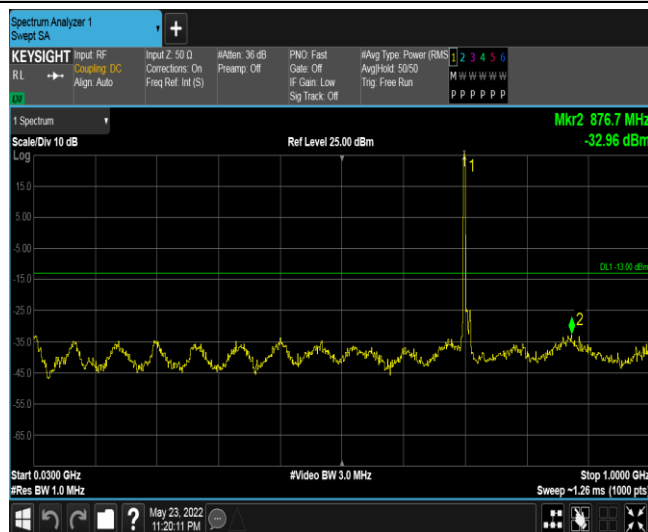 Spectrum Analyzer 1
Swept SA
+
KEYSIGHT
RL
LXI
Input: RF
Coupling: DC
Align: Auto
Input Z: 50 Ω
Corrections: On
Freq Ref: Int (S)
#Atten: 36 dB
Preamp: Off
PNO: Fast
Gate: Off
IF Gain: Low
Sig Track: Off
#Avg Type: Power (RMS
Avg|Hold: 50/50
Trig: Free Run
1 2 3 4 5 6
M W W W W W
P P P P P P
1 Spectrum
Mkr2 876.7 MHz
-32.96 dBm
Scale/Div 10 dB
Ref Level 25.00 dBm
Log
15.0
5.00
-5.00
-15.0
-25.0
-35.0
-45.0
-55.0
-65.0
1
DL1 -13.00 dBm
2
Start 0.0300 GHz
#Video BW 3.0 MHz
Stop 1.0000 GHz
#Res BW 1.0 MHz
Sweep ~1.26 ms (1000 pts)
?
May 23, 2022
11:20:11 PM